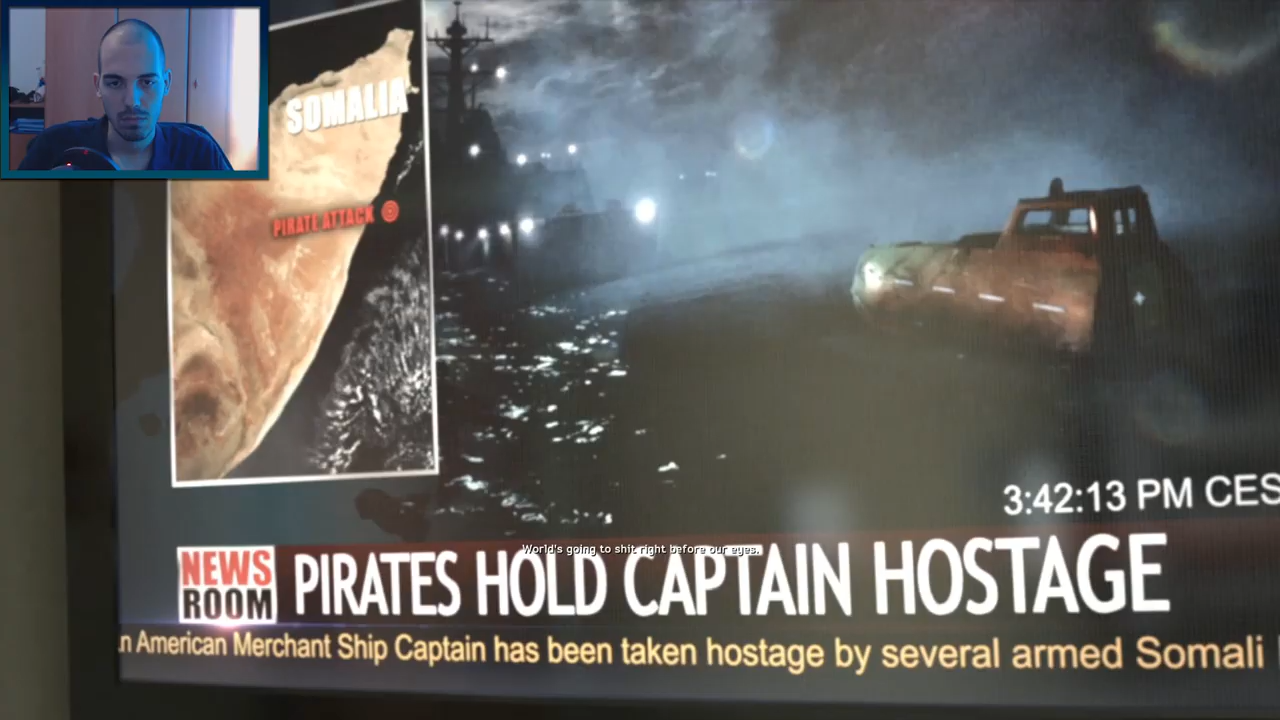 SOMALIA
PIRATE ATTACK
3:42:13 PM CES
World's going to shit right before our eyes.
NEWS
ROOM
PIRATES HOLD CAPTAIN HOSTAGE
n American Merchant Ship Captain has been taken hostage by several armed Somali